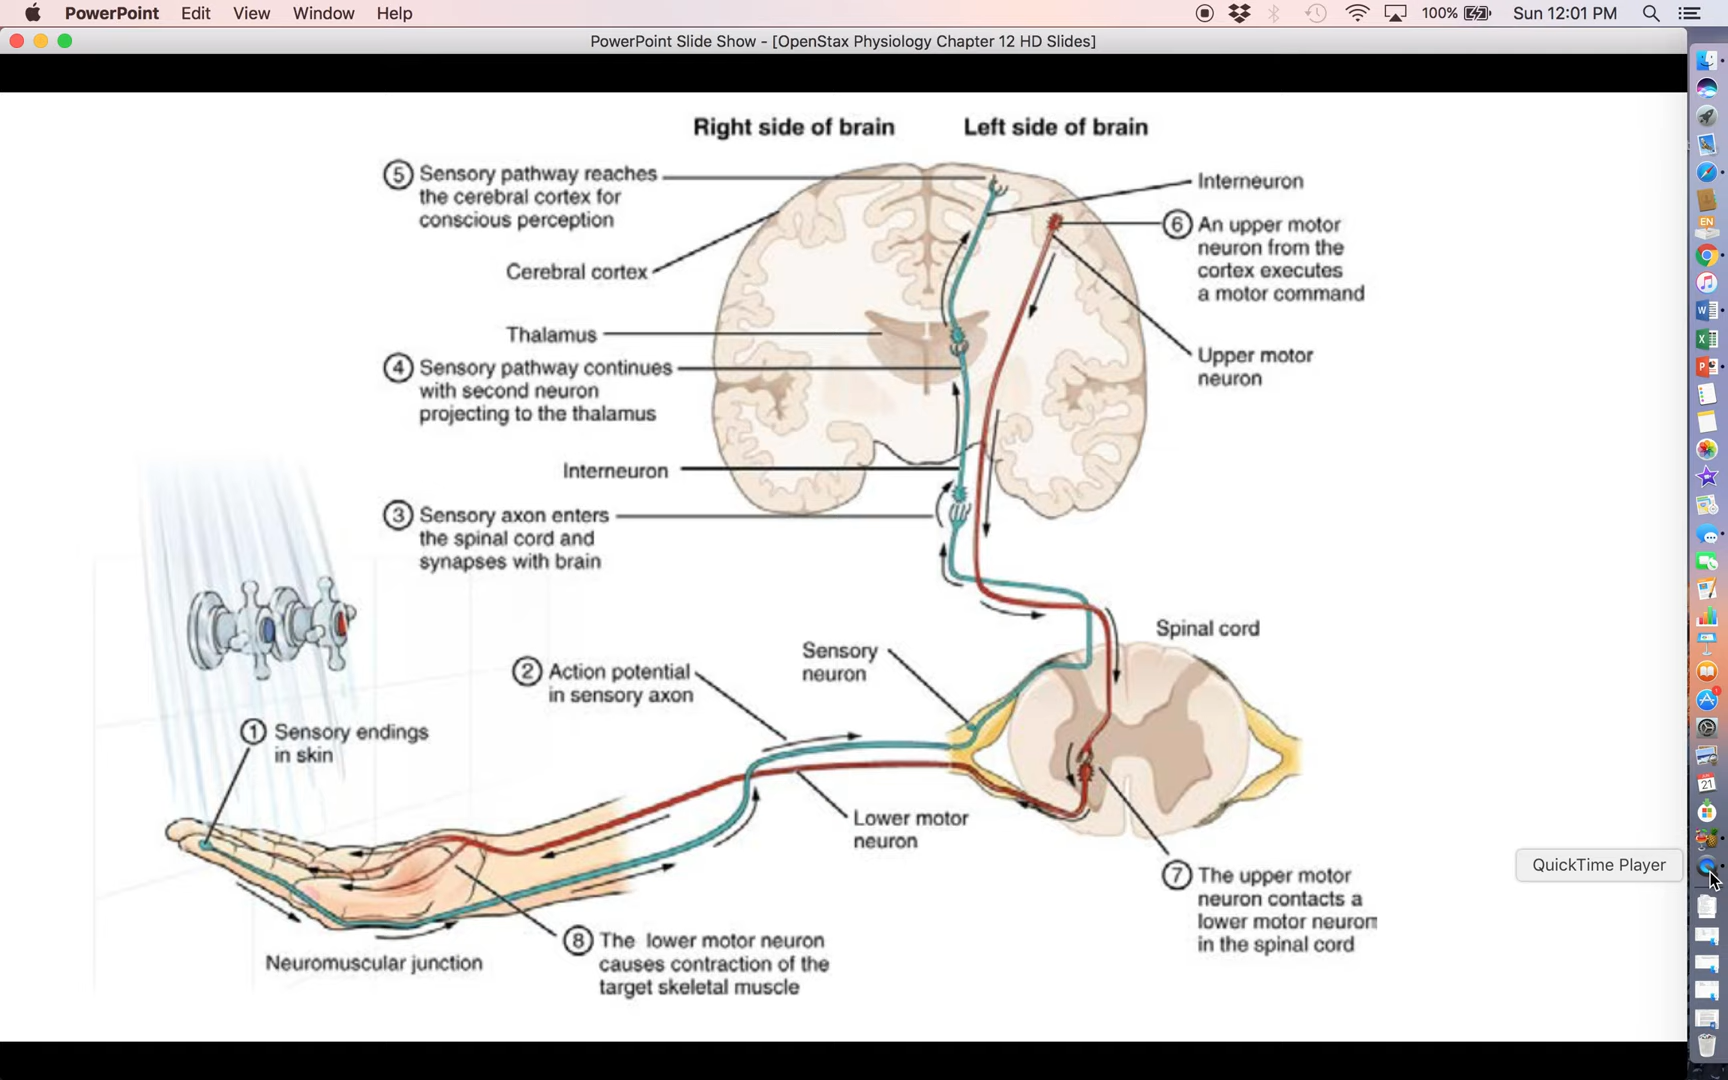 PowerPoint Edit View Window Help
100% Sun 12:01 PM
PowerPoint Slide Show - [OpenStax Physiology Chapter 12 HD Slides]
Right side of brain
Left side of brain
5 Sensory pathway reaches
the cerebral cortex for
conscious perception
Interneuron
6 An upper motor
neuron from the
cortex executes
a motor command
Cerebral cortex
Thalamus
4 Sensory pathway continues
with second neuron
projecting to the thalamus
Upper motor
neuron
Interneuron
3 Sensory axon enters
the spinal cord and
synapses with brain
Spinal cord
Sensory
neuron
2 Action potential
in sensory axon
1 Sensory endings
in skin
Lower motor
neuron
7 The upper motor
neuron contacts a
lower motor neuron
in the spinal cord
8 The lower motor neuron
causes contraction of the
target skeletal muscle
Neuromuscular junction
QuickTime Player
EN
21